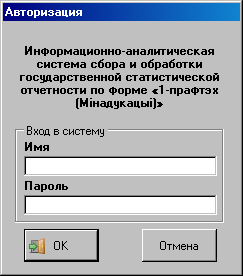 Авторизация
Информационно-аналитическая
система сбора и обработки
государственной статистической
отчетности по форме «1-прафтэх
(Мінадукацыі)»
Вход в систему
Имя
Пароль
OK
Отмена